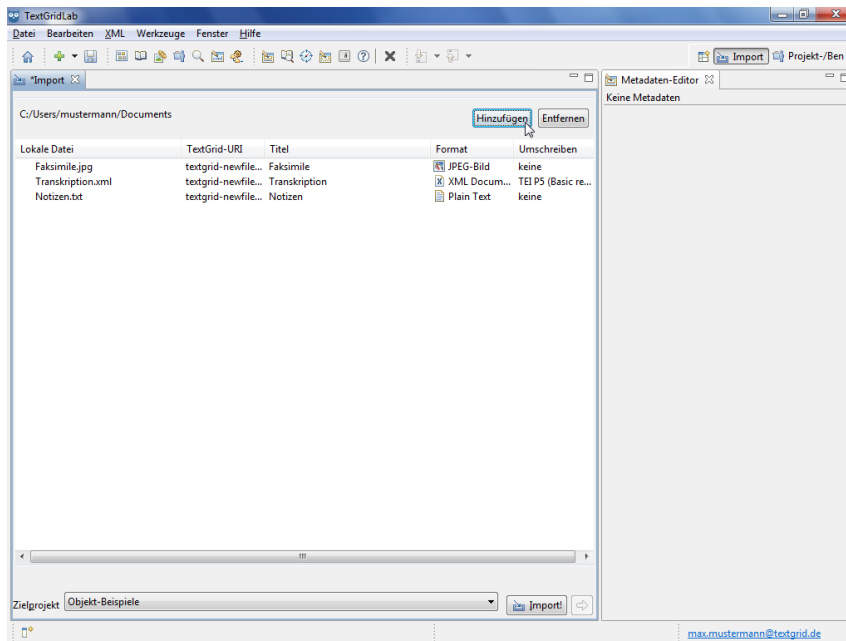 TextGridLab
Datei Bearbeiten XML Werkzeuge Fenster Hilfe
Import Projekt-/Ben
*Import
Metadaten-Editor
Keine Metadaten
C:/Users/mustermann/Documents
Hinzufügen Entfernen
Lokale Datei TextGrid-URI Titel Format Umschreiben
Faksimile.jpg textgrid-newfile... Faksimile JPEG-Bild keine
Transkription.xml textgrid-newfile... Transkription XML Docum... TEI P5 (Basic re...
Notizen.txt textgrid-newfile... Notizen Plain Text keine
Zielprojekt Objekt-Beispiele Import!
max.mustermann@textgrid.de